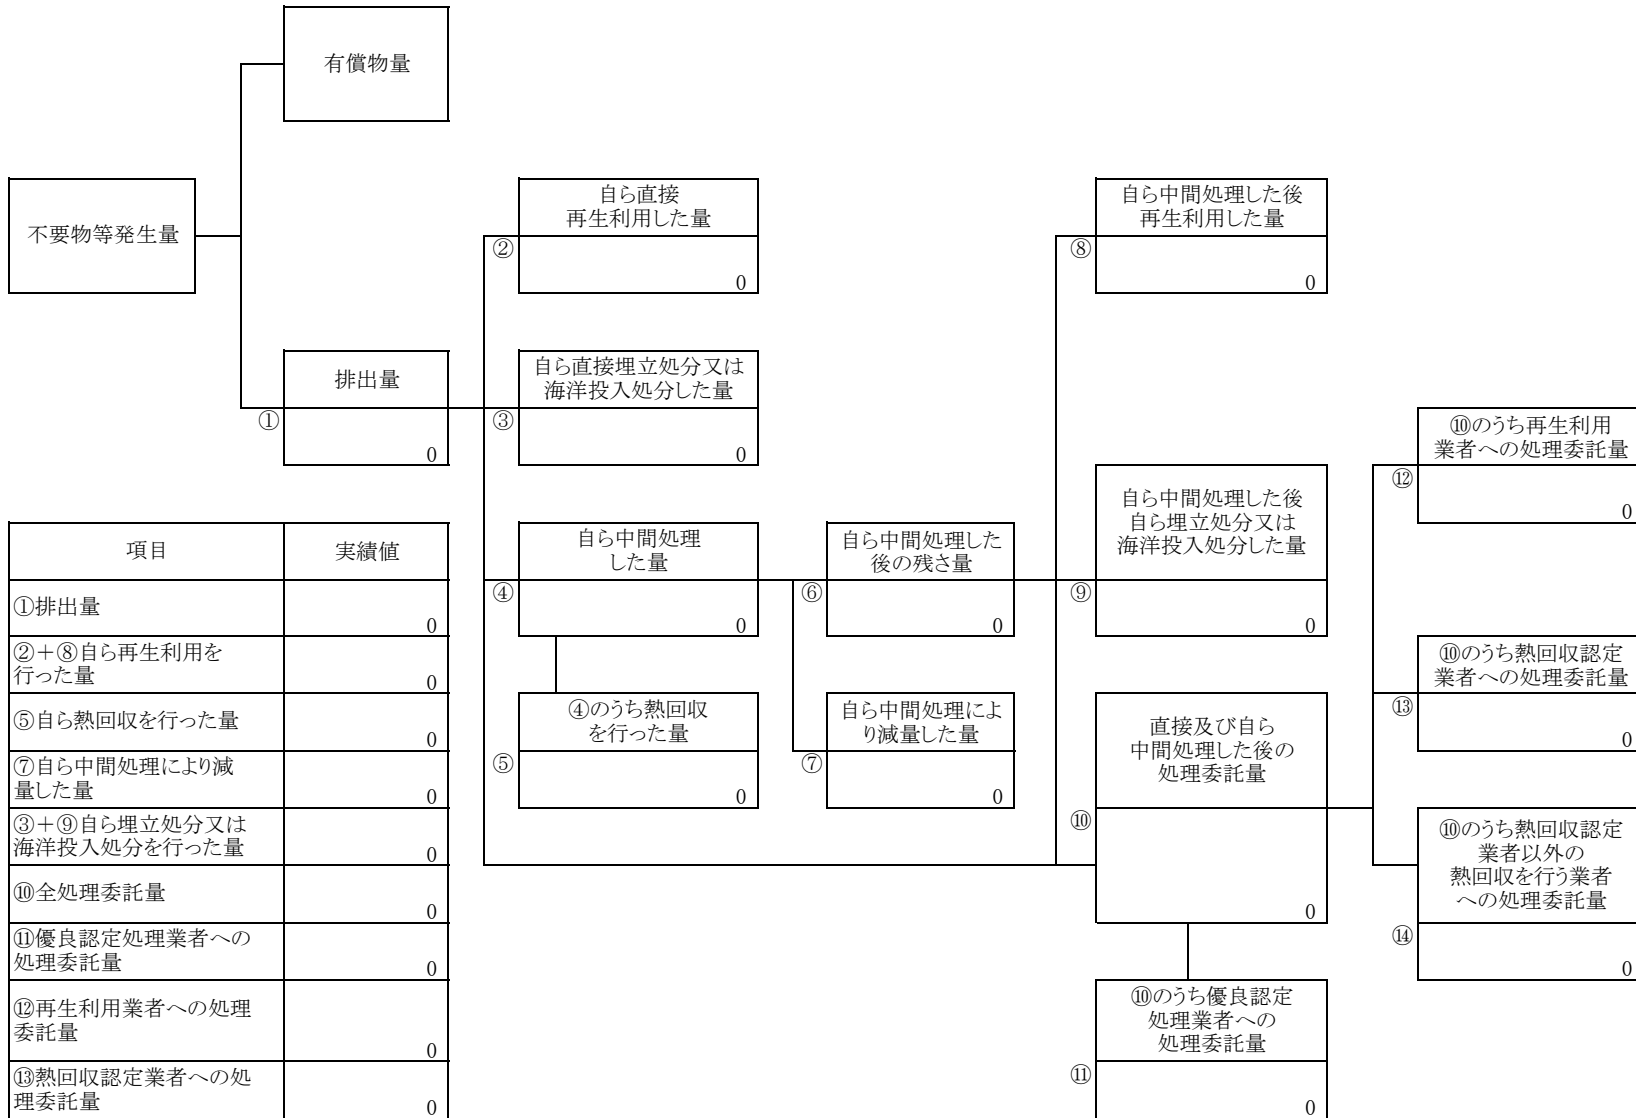 有償物量
不要物等発生量
自ら直接
再生利用した量
②
0
自ら中間処理した後
再生利用した量
⑧
0
排出量
①
0
自ら直接埋立処分又は
海洋投入処分した量
③
0
⑩のうち再生利用
業者への処理委託量
⑫
0
自ら中間処理した後
自ら埋立処分又は
海洋投入処分した量
⑨
0
自ら中間処理
した量
④
0
自ら中間処理した
後の残さ量
⑥
0
⑩のうち熱回収認定
業者への処理委託量
⑬
0
④のうち熱回収
を行った量
⑤
0
自ら中間処理によ
り減量した量
⑦
0
直接及び自ら
中間処理した後の
処理委託量
⑩
0
⑩のうち熱回収認定
業者以外の
熱回収を行う業者
への処理委託量
⑭
0
⑩のうち優良認定
処理業者への
処理委託量
⑪
0
項目 実績値
①排出量
0
②+⑧自ら再生利用を
行った量
0
⑤自ら熱回収を行った量
0
⑦自ら中間処理により減
量した量
0
③+⑨自ら埋立処分又は
海洋投入処分を行った量
0
⑩全処理委託量
0
⑪優良認定処理業者への
処理委託量
0
⑫再生利用業者への処理
委託量
0
⑬熱回収認定業者への処
理委託量
0